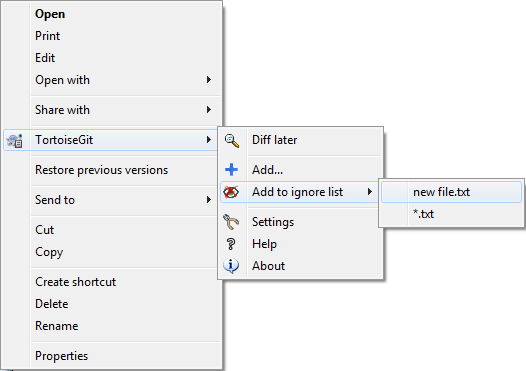 Open
Print
Edit
Open with
Share with
TortoiseGit
Restore previous versions
Send to
Cut
Copy
Create shortcut
Delete
Rename
Properties
Diff later
Add...
Add to ignore list
Settings
Help
About
new file.txt
*.txt